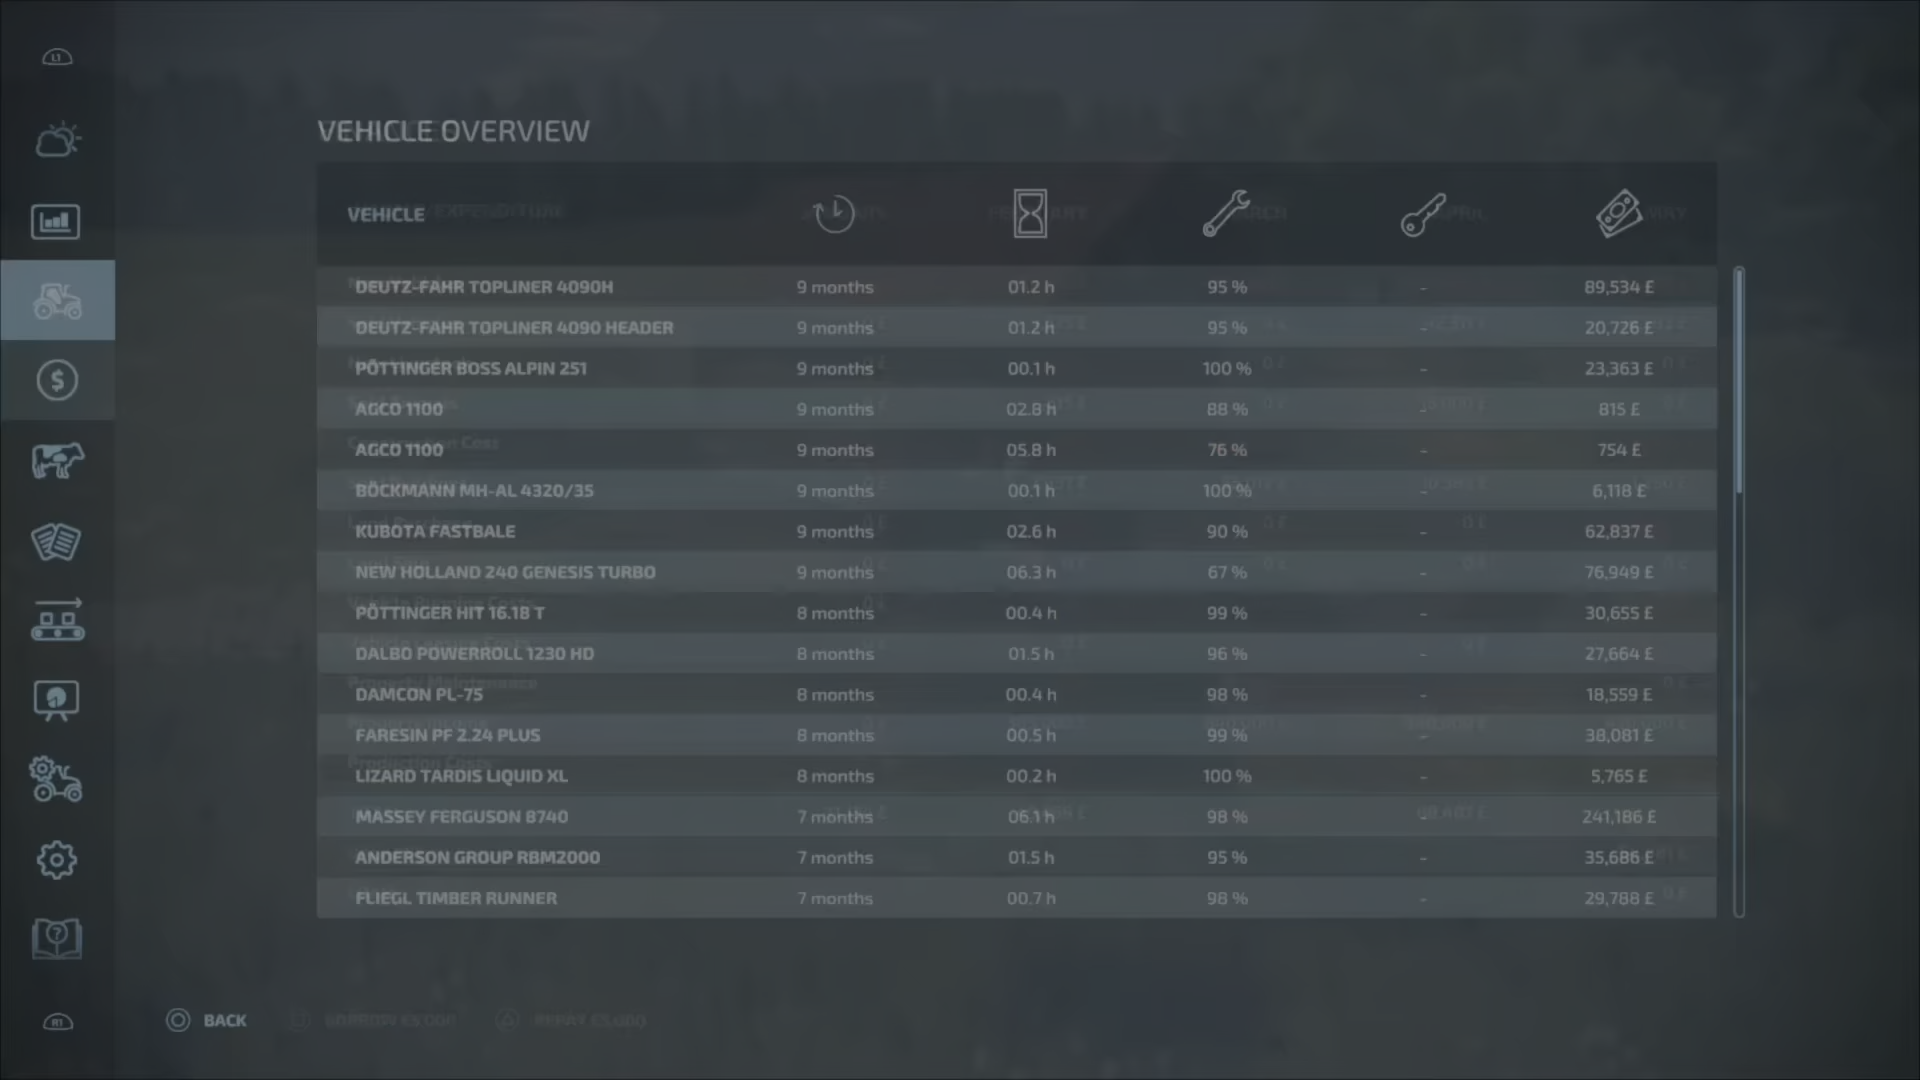 L1
VEHICLE OVERVIEW
VEHICLE
DEUTZ-FAHR TOPLINER 4090H 9 months 01.2 h 95 % - 89,534 £
DEUTZ-FAHR TOPLINER 4090 HEADER 9 months 01.2 h 95 % - 20,726 £
PÖTTINGER BOSS ALPIN 251 9 months 00.1 h 100 % - 23,363 £
AGCO 1100 9 months 02.8 h 88 % - 815 £
AGCO 1100 9 months 05.8 h 76 % - 754 £
BÖCKMANN MH-AL 4320/35 9 months 00.1 h 100 % - 6,118 £
KUBOTA FASTBALE 9 months 02.6 h 90 % - 62,837 £
NEW HOLLAND 240 GENESIS TURBO 9 months 06.3 h 67 % - 76,949 £
PÖTTINGER HIT 16.18 T 8 months 00.4 h 99 % - 30,655 £
DALBO POWERROLL 1230 HD 8 months 01.5 h 96 % - 27,664 £
DAMCON PL-75 8 months 00.4 h 98 % - 18,559 £
FARESIN PF 2.24 PLUS 8 months 00.5 h 99 % - 38,081 £
LIZARD TARDIS LIQUID XL 8 months 00.2 h 100 % - 5,765 £
MASSEY FERGUSON 8740 7 months 06.1 h 98 % - 241,186 £
ANDERSON GROUP RBM2000 7 months 01.5 h 95 % - 35,686 £
FLIEGL TIMBER RUNNER 7 months 00.7 h 98 % - 29,788 £
R1
BACK BORROW £5,000 REPAY £5,000